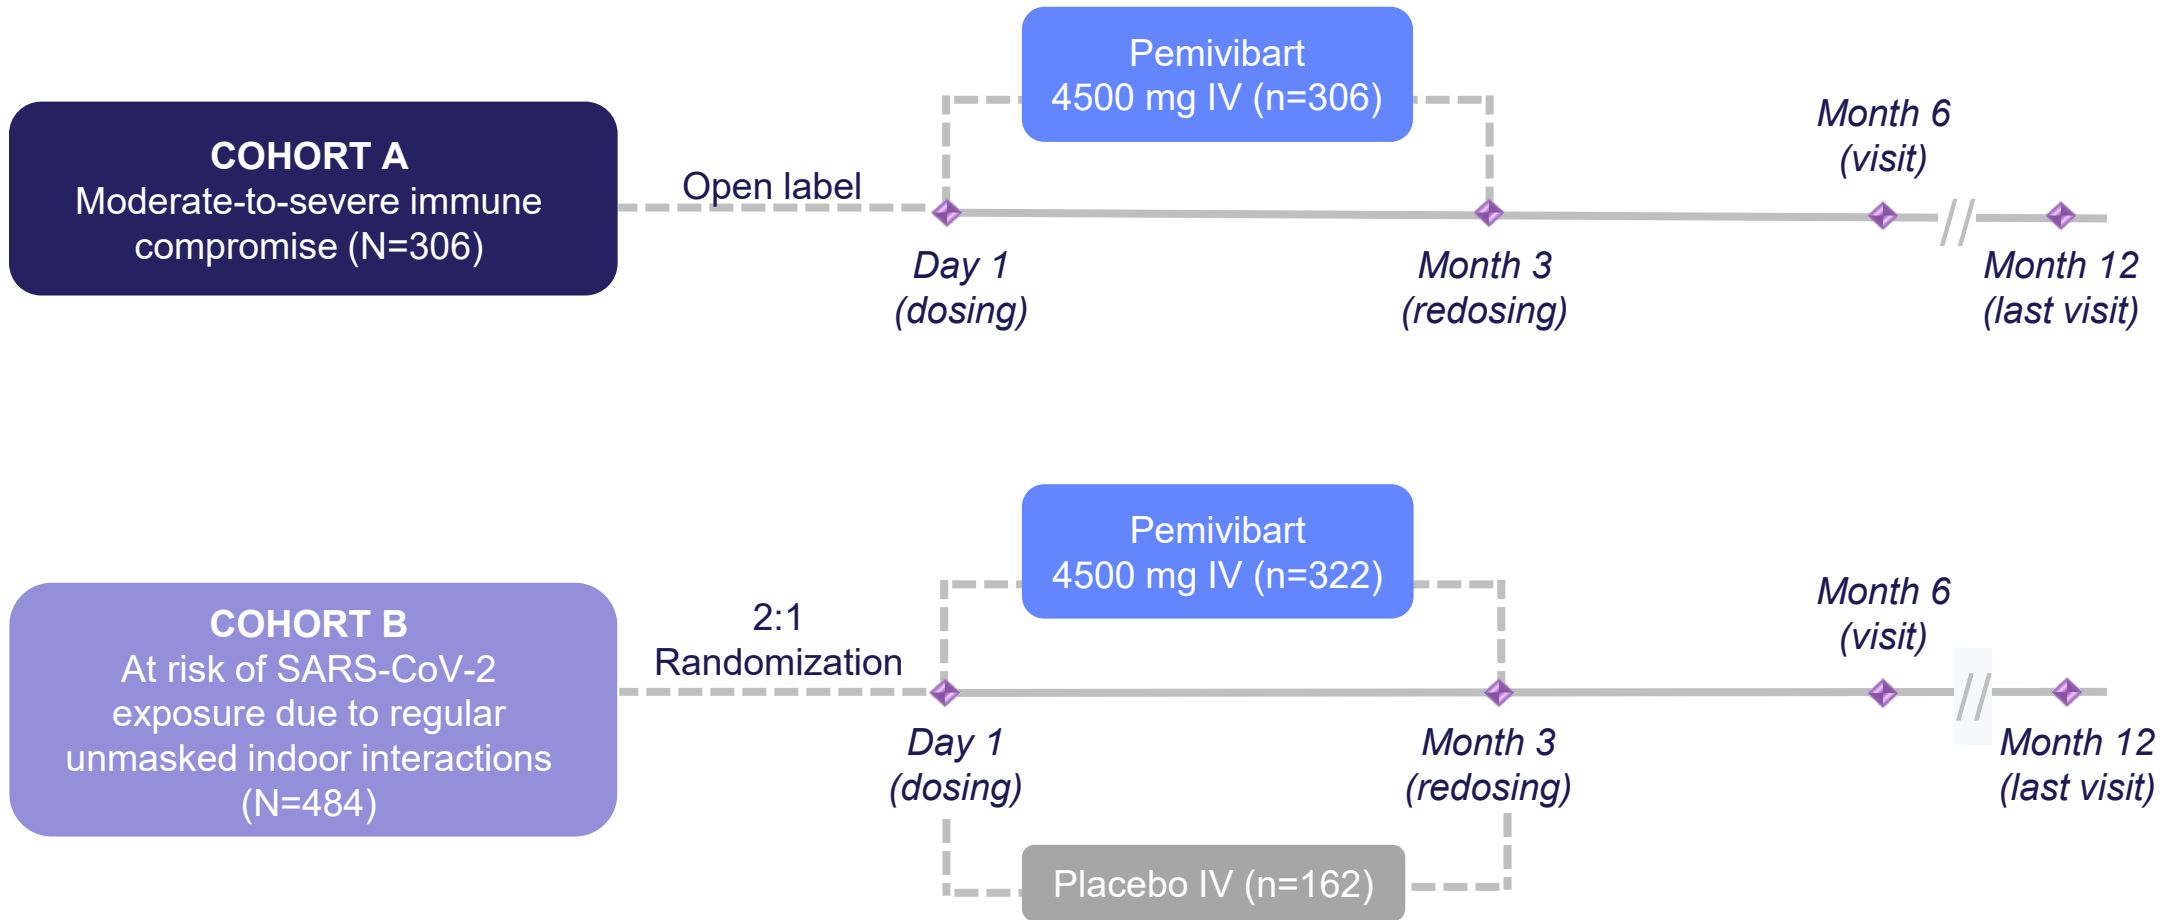 Pemivibart
4500 mg IV (n=306)
COHORT A
Moderate-to-severe immune
compromise (N=306)
Open label
Month 6
(visit)
Day 1
(dosing)
Month 3
(redosing)
Month 12
(last visit)
Pemivibart
4500 mg IV (n=322)
COHORT B
At risk of SARS-CoV-2
exposure due to regular
unmasked indoor interactions
(N=484)
2:1
Randomization
Month 6
(visit)
Day 1
(dosing)
Month 3
(redosing)
Month 12
(last visit)
Placebo IV (n=162)